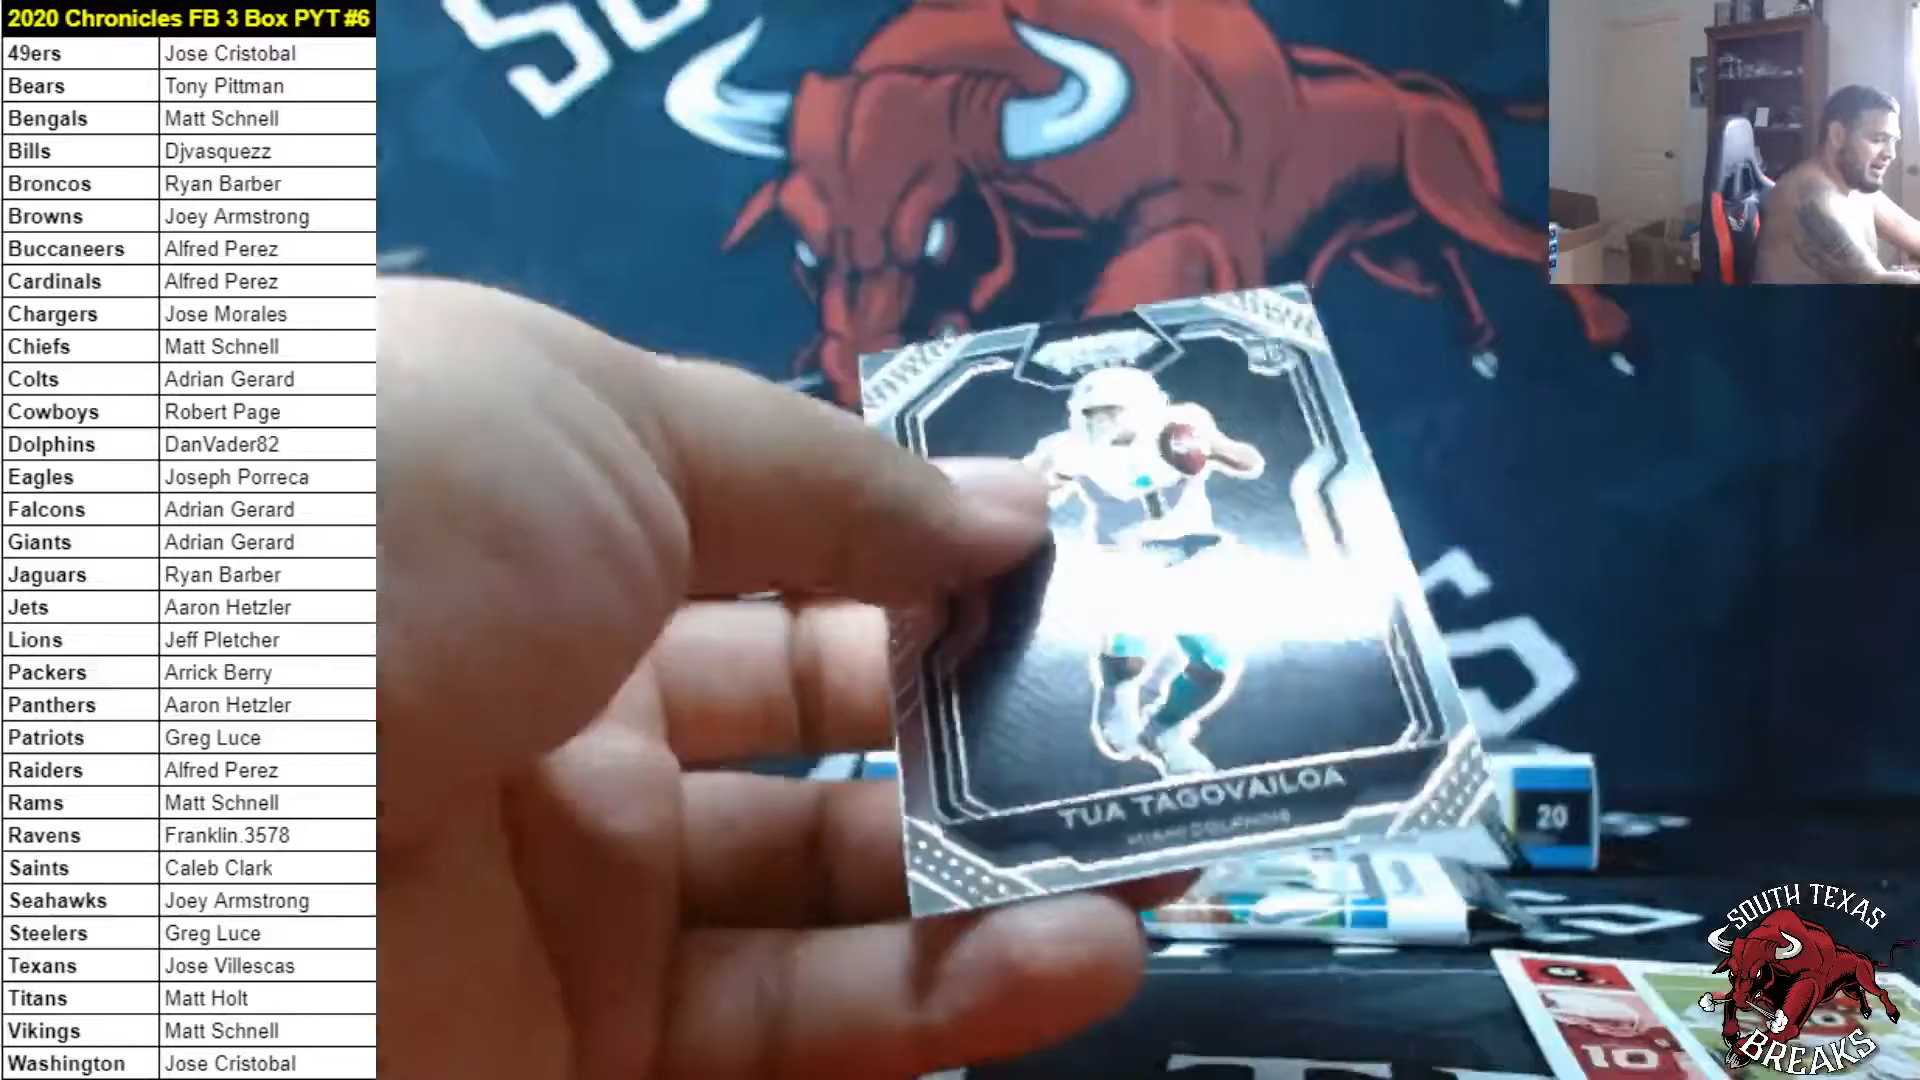 2020 Chronicles FB 3 Box PYT #6
49ers Jose Cristobal
Bears Tony Pittman
Bengals Matt Schnell
Bills Djvasquezz
Broncos Ryan Barber
Browns Joey Armstrong
Buccaneers Alfred Perez
Cardinals Alfred Perez
Chargers Jose Morales
Chiefs Matt Schnell
Colts Adrian Gerard
Cowboys Robert Page
Dolphins DanVader82
Eagles Joseph Porreca
Falcons Adrian Gerard
Giants Adrian Gerard
Jaguars Ryan Barber
Jets Aaron Hetzler
Lions Jeff Pletcher
Packers Arrick Berry
Panthers Aaron Hetzler
Patriots Greg Luce
Raiders Alfred Perez
Rams Matt Schnell
Ravens Franklin.3578
Saints Caleb Clark
Seahawks Joey Armstrong
Steelers Greg Luce
Texans Jose Villescas
Titans Matt Holt
Vikings Matt Schnell
Washington Jose Cristobal
TUA TAGOVAILOA
MIAMI DOLPHINS
20
10
SOUTH TEXAS
BREAKS